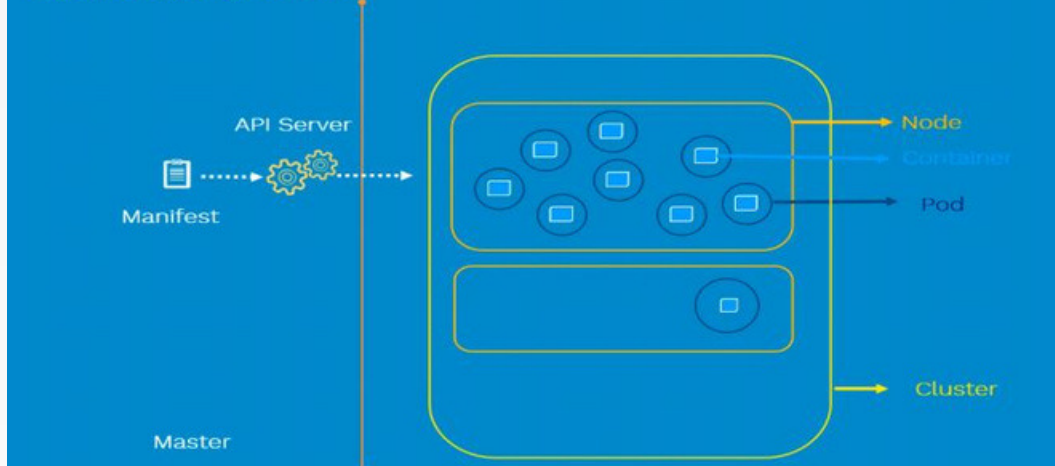 API Server
Node
Container
Pod
Manifest
Cluster
Master